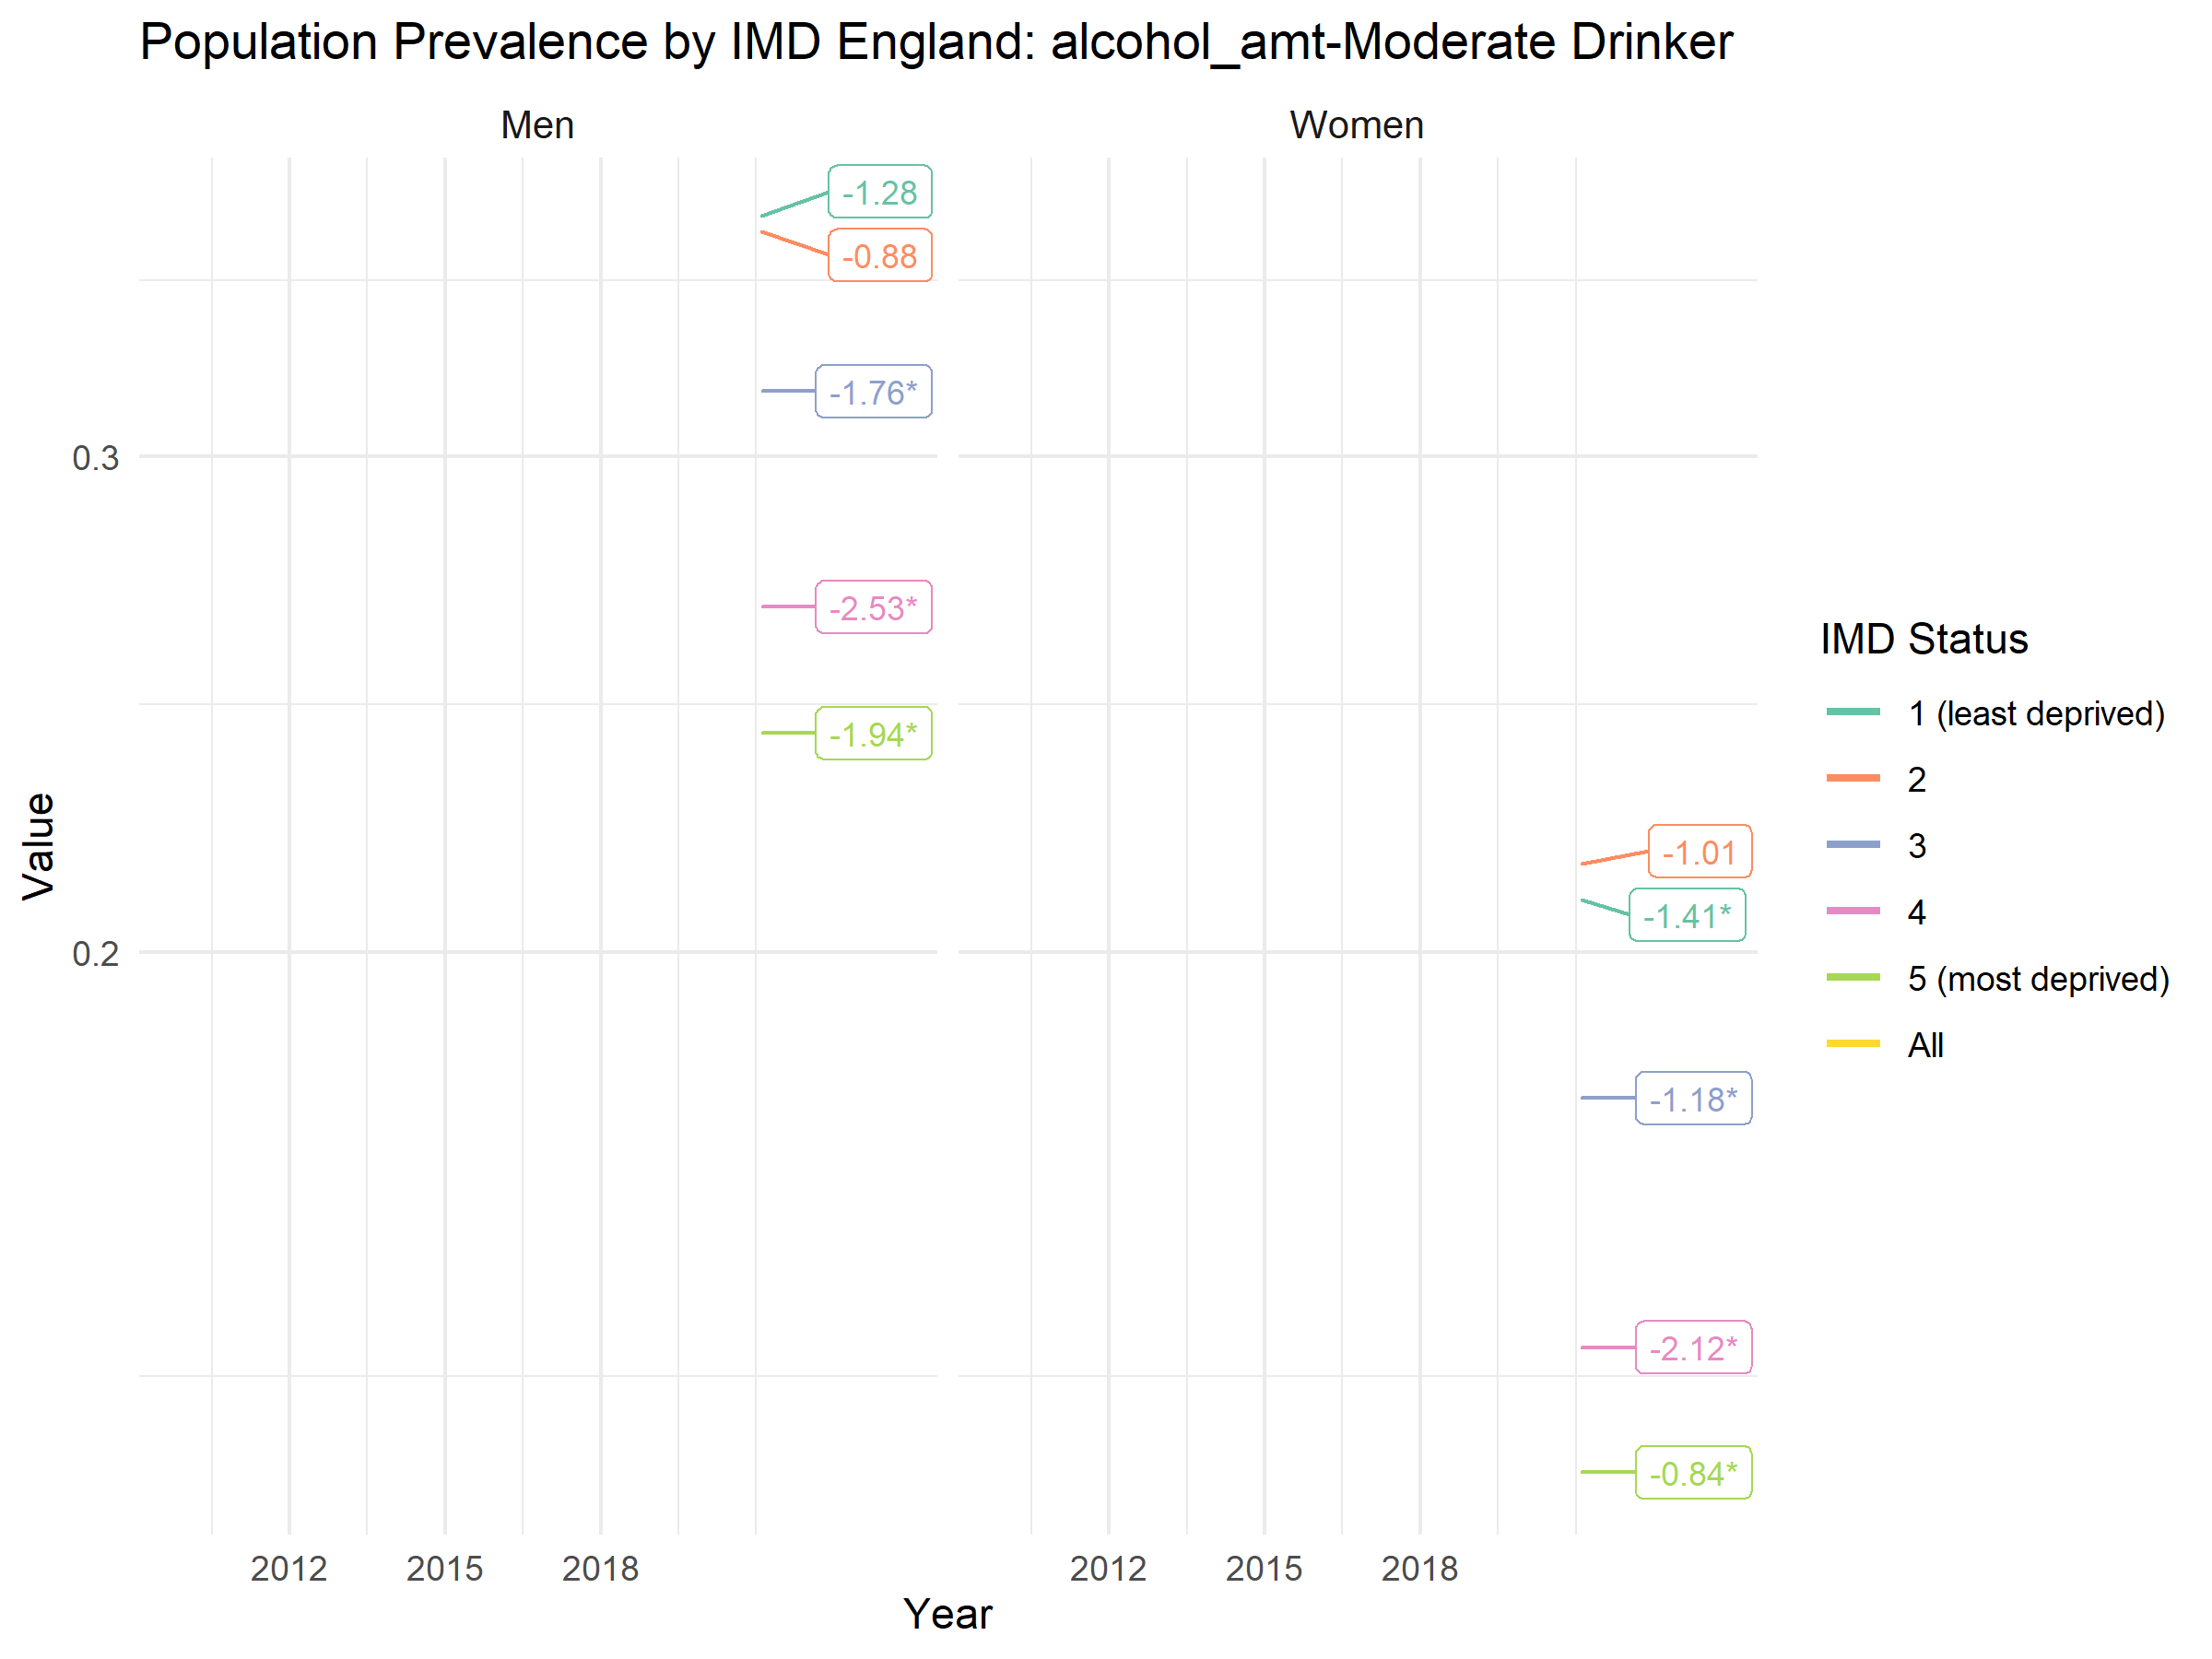 Population Prevalence by IMD England: alcohol_amt-Moderate Drinker
Men
Women
-1.28
-0.88
-1.76*
-2.53*
-1.94*
-1.01
-1.41*
-1.18*
-2.12*
-0.84*
0.3
0.2
Value
2012
2015
2018
2012
2015
2018
Year
IMD Status
1 (least deprived)
2
3
4
5 (most deprived)
All